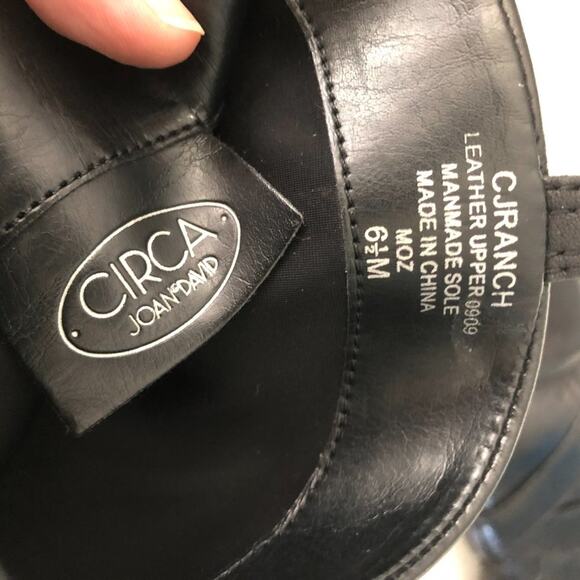 CIRCA
JOAN & DAVID
CJRANCH
LEATHER UPPER 0909
MANMADE SOLE
MADE IN CHINA
MOZ
6½M